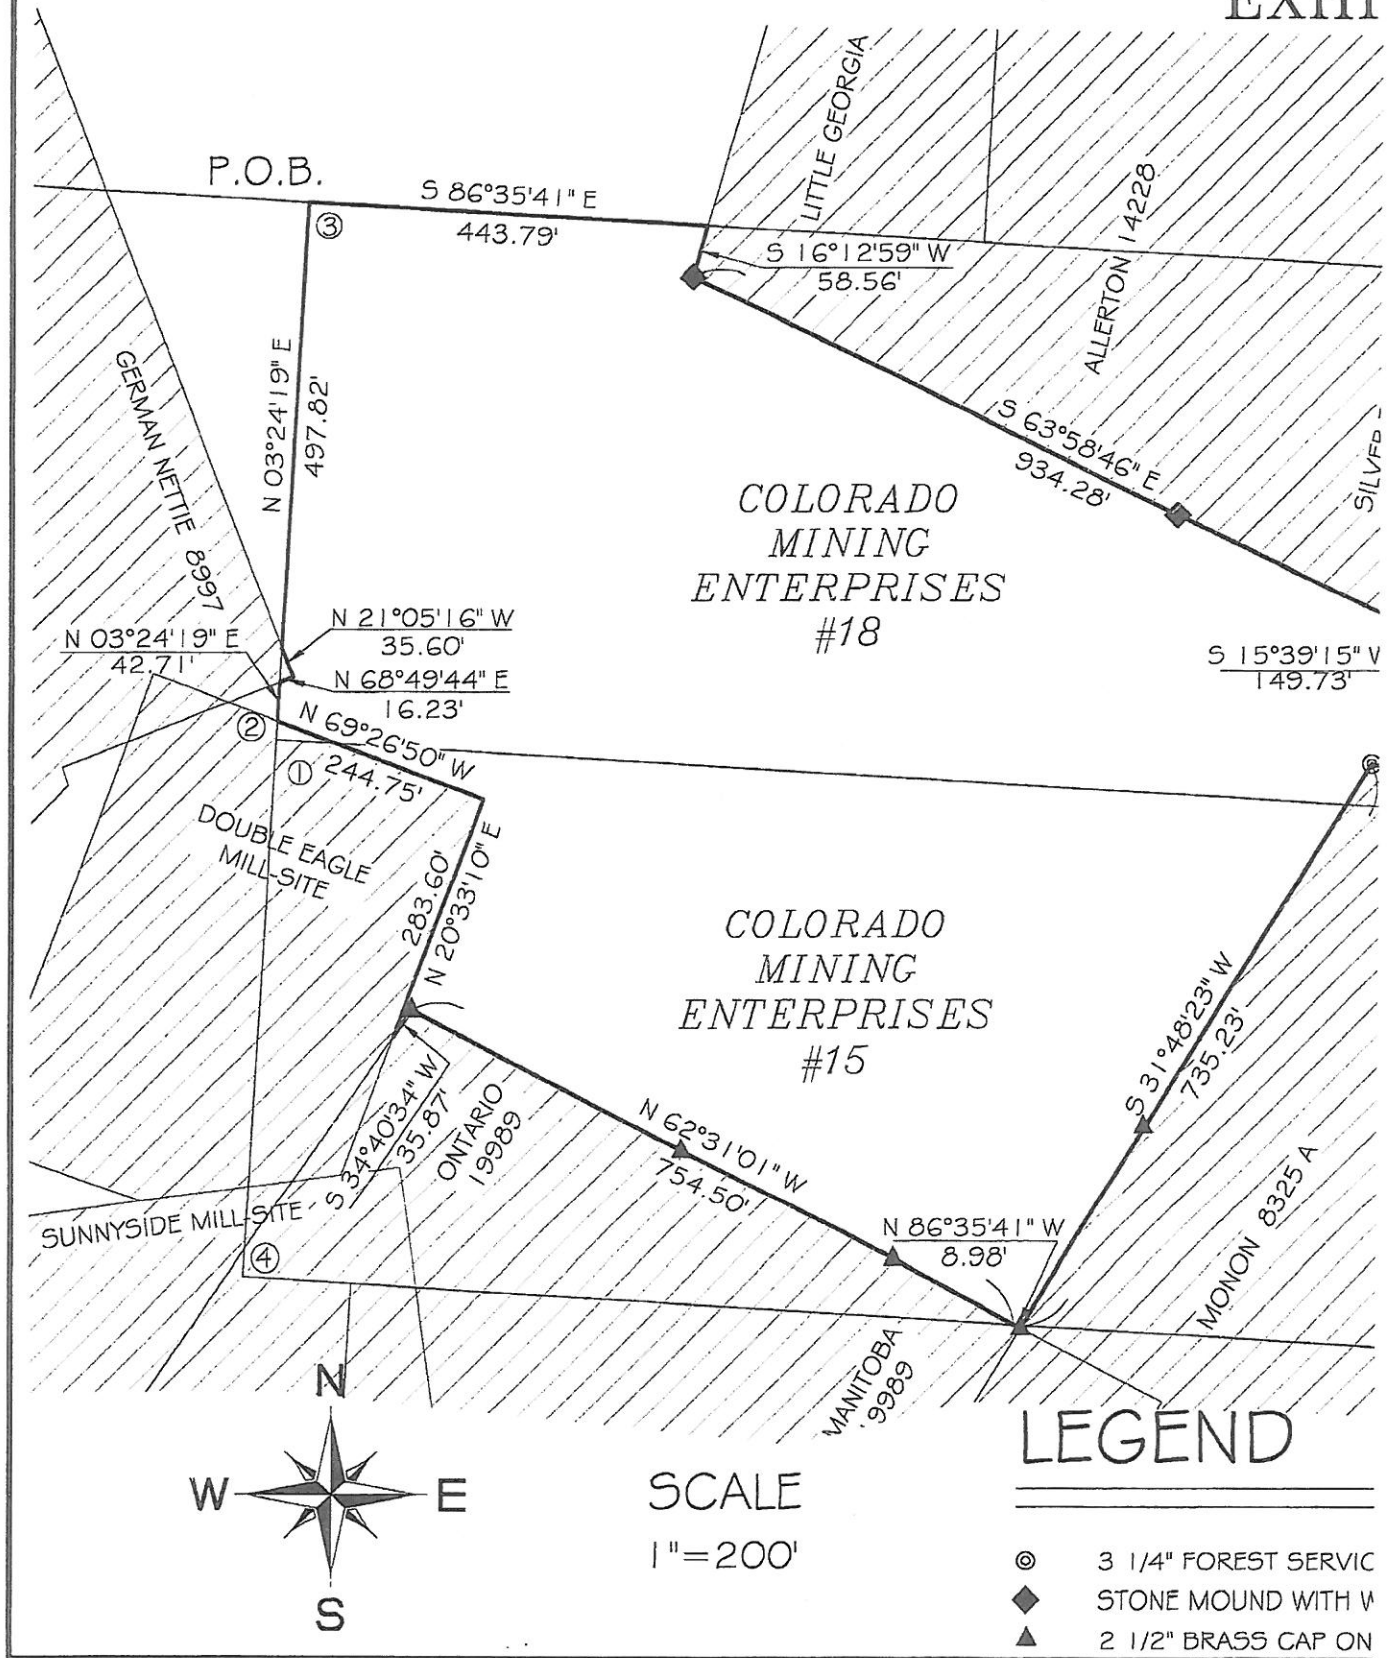 P.O.B.
S 86°35'41" E
443.79'
③
LITTLE GEORGIA
S 16°12'59" W
58.56'
ALLERTON 14228
N 03°24'19" E
497.82'
GERMAN NETTIE 8997
S 63°58'46" E
934.28'
COLORADO
MINING
ENTERPRISES
#18
N 21°05'16" W
35.60'
N 03°24'19" E
42.71'
N 68°49'44" E
16.23'
S 15°39'15"
149.73'
②
N 69°26'50" W
244.75'
①
DOUBLE EAGLE
MILL-SITE
283.60'
N 20°33'10" E
COLORADO
MINING
ENTERPRISES
#15
S 31°48'23" W
735.23'
S 34°40'34" W
35.87'
ONTARIO
19989
N 62°31'01" W
754.50'
SUNNYSIDE MILL-SITE
④
N 86°35'41" W
8.98'
MONON 8325 A
MANITOBA
9989
N
W E
S
SCALE
1"=200'
LEGEND
3 1/4" FOREST SERVIC
STONE MOUND WITH
2 1/2" BRASS CAP ON